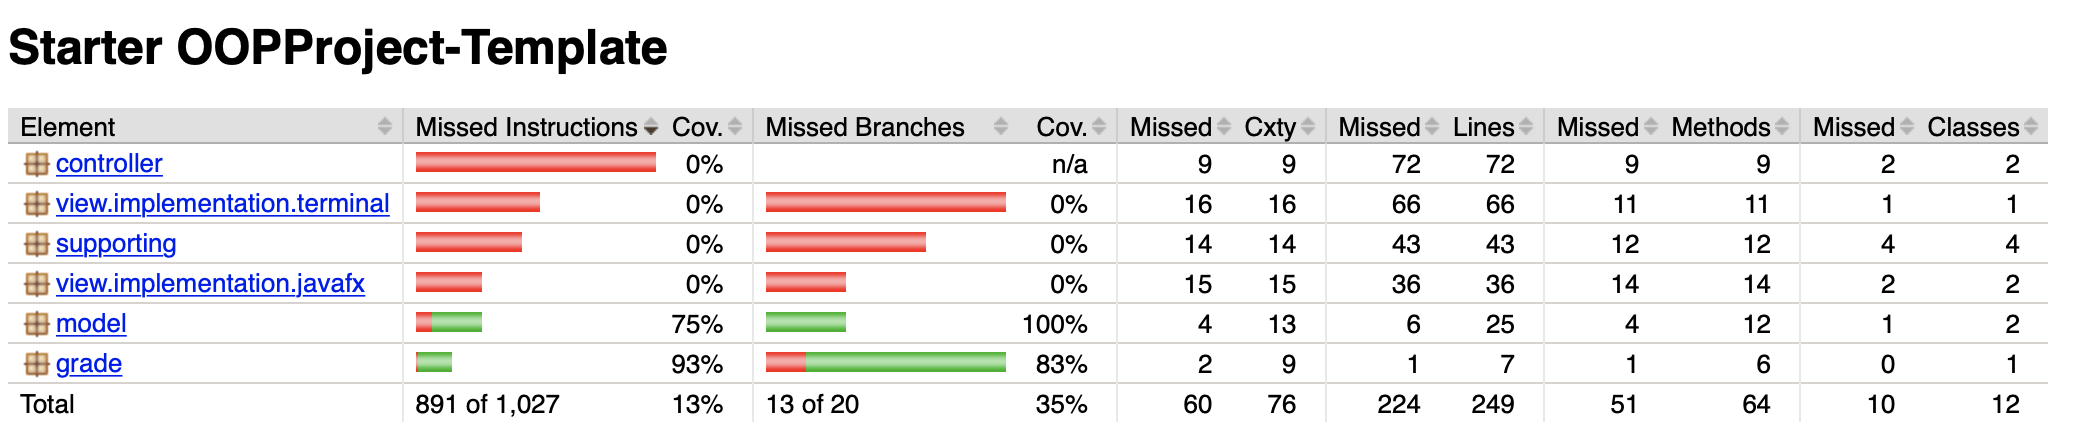 Starter OOPProject-Template
Element Missed Instructions Cov. Missed Branches Cov. Missed Cxty Missed Lines Missed Methods Missed Classes
controller 0% n/a 9 9 72 72 9 9 2 2
view.implementation.terminal 0% 0% 16 16 66 66 11 11 1 1
supporting 0% 0% 14 14 43 43 12 12 4 4
view.implementation.javafx 0% 0% 15 15 36 36 14 14 2 2
model 75% 100% 4 13 6 25 4 12 1 2
grade 93% 83% 2 9 1 7 1 6 0 1
Total 891 of 1,027 13% 13 of 20 35% 60 76 224 249 51 64 10 12